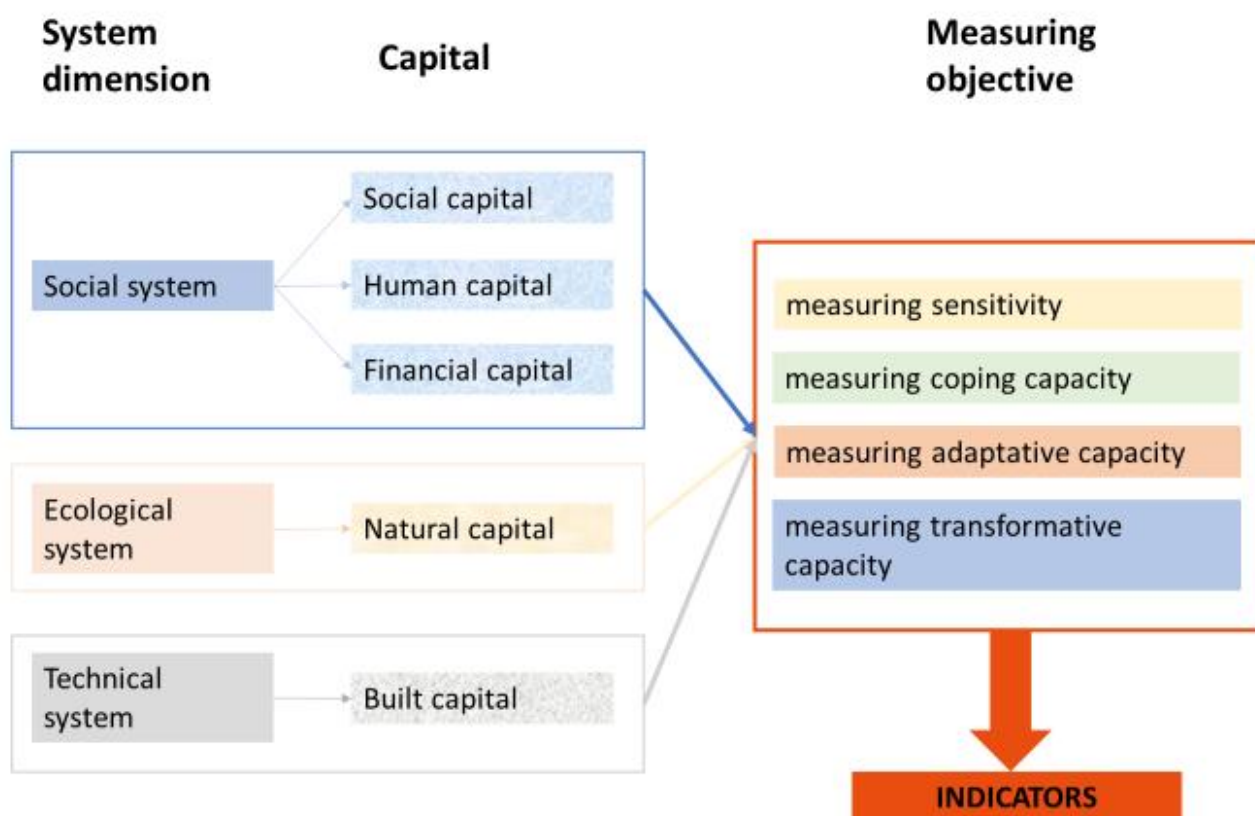 System
dimension
Capital
Measuring
objective
Social system
Social capital
Human capital
Financial capital
Ecological
system
Natural capital
Technical
system
Built capital
measuring sensitivity
measuring coping capacity
measuring adaptative capacity
measuring transformative
capacity
INDICATORS